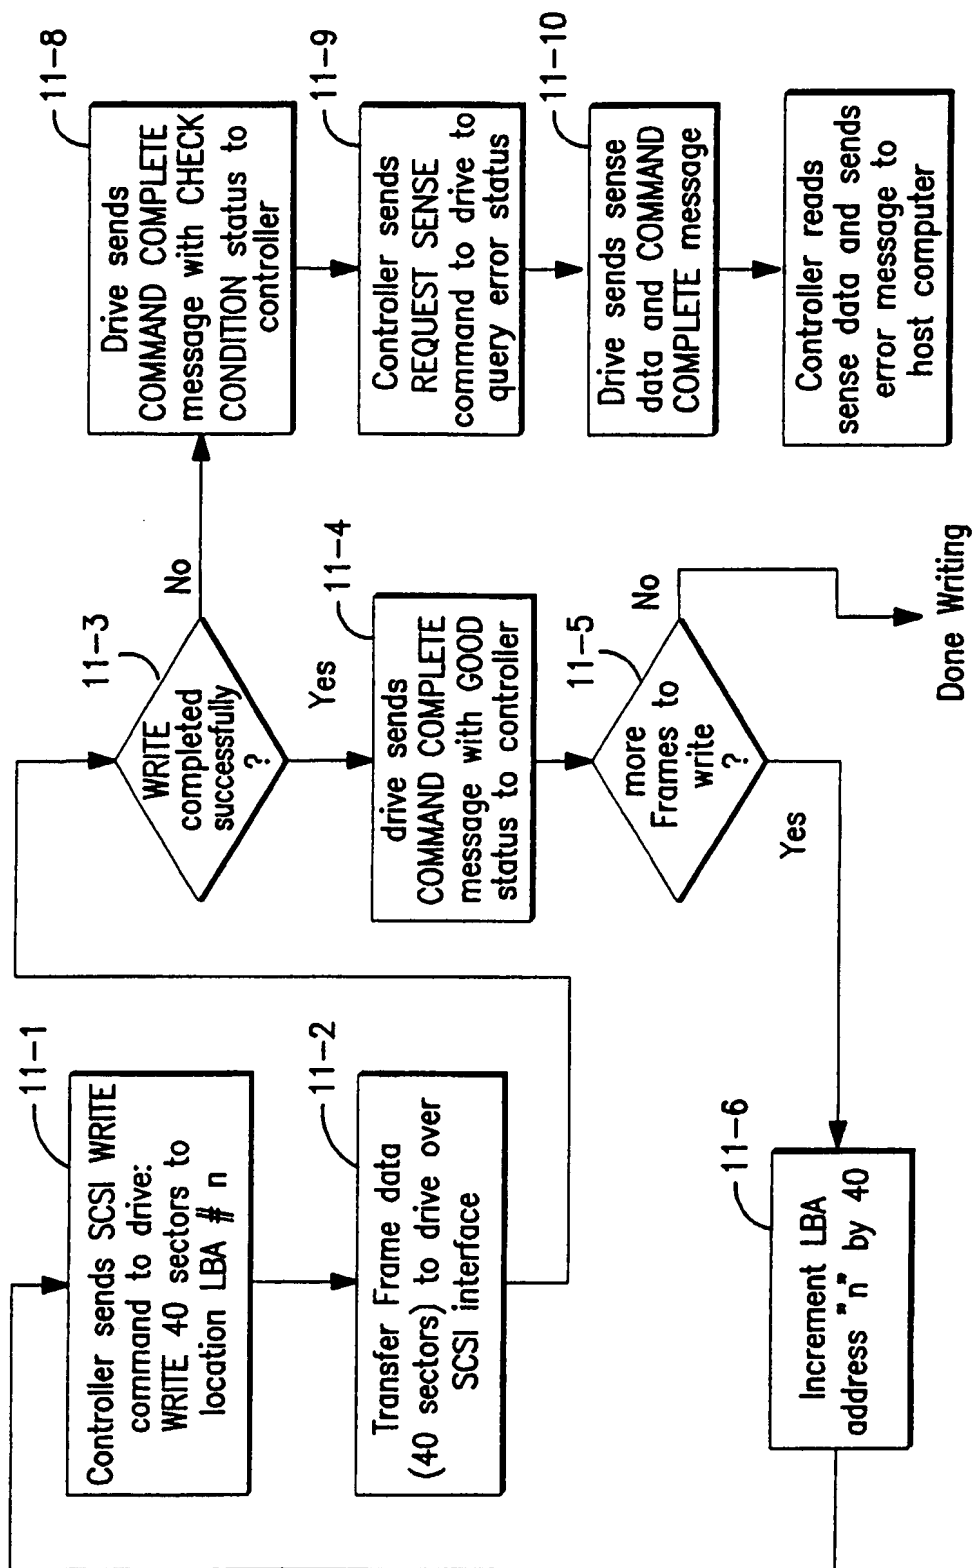 11-1
Controller sends SCSI WRITE
command to drive:
WRITE 40 sectors to
location LBA # n
11-2
Transfer Frame data
(40 sectors) to drive over
SCSI interface
11-3
WRITE
completed
successfully
?
No
Yes
11-4
drive sends
COMMAND COMPLETE
message with GOOD
status to controller
11-5
more
Frames to
write
?
No
Yes
Done Writing
11-6
Increment LBA
address "n" by 40
11-8
Drive sends
COMMAND COMPLETE
message with CHECK
CONDITION status to
controller
11-9
Controller sends
REQUEST SENSE
command to drive to
query error status
11-10
Drive sends sense
data and COMMAND
COMPLETE message
Controller reads
sense data and sends
error message to
host computer